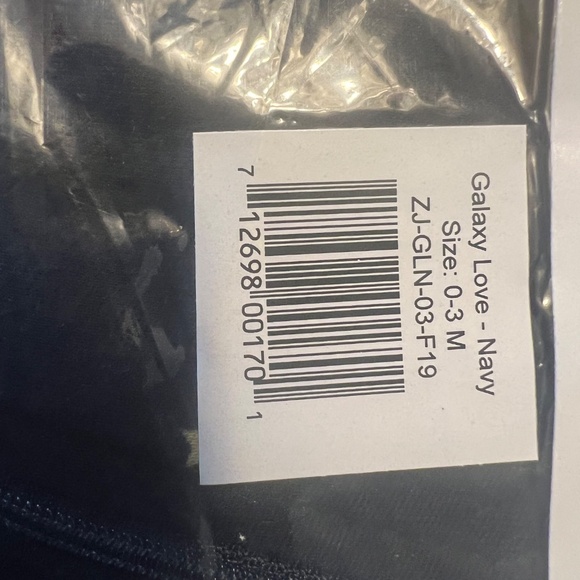 Galaxy Love - Navy
Size: 0-3 M
ZJ-GLN-03-F19
7 12698 00170 1